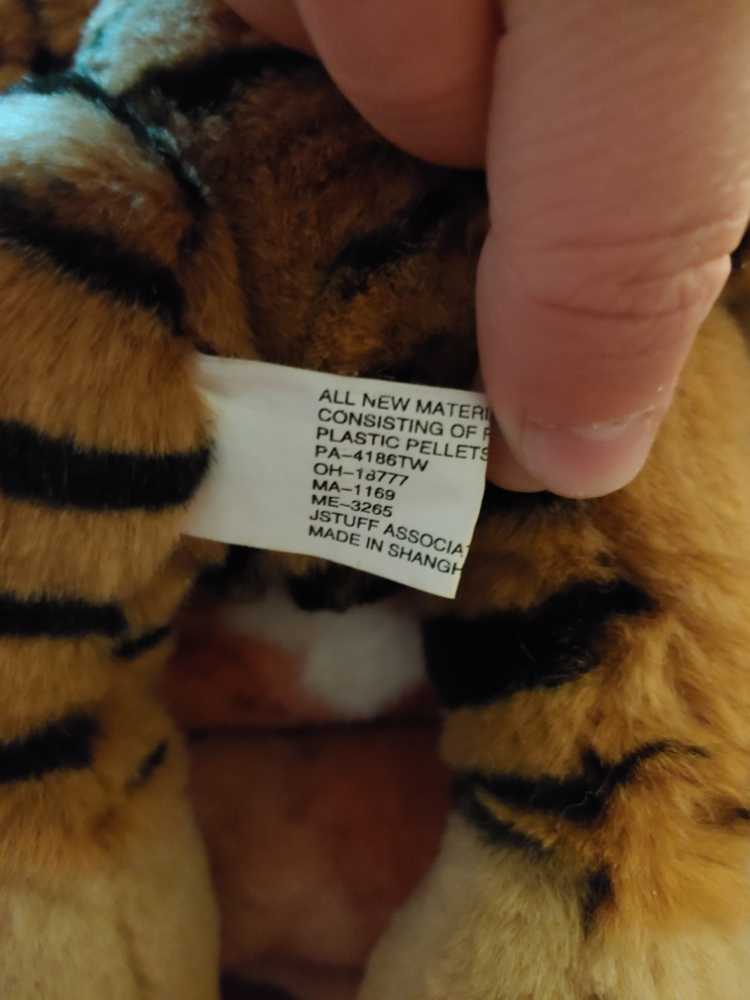 ALL NEW MATERI
CONSISTING OF
PLASTIC PELLETS
PA-4186TW
OH-18777
MA-1169
ME-3265
JSTUFF ASSOCIA
MADE IN SHANGH